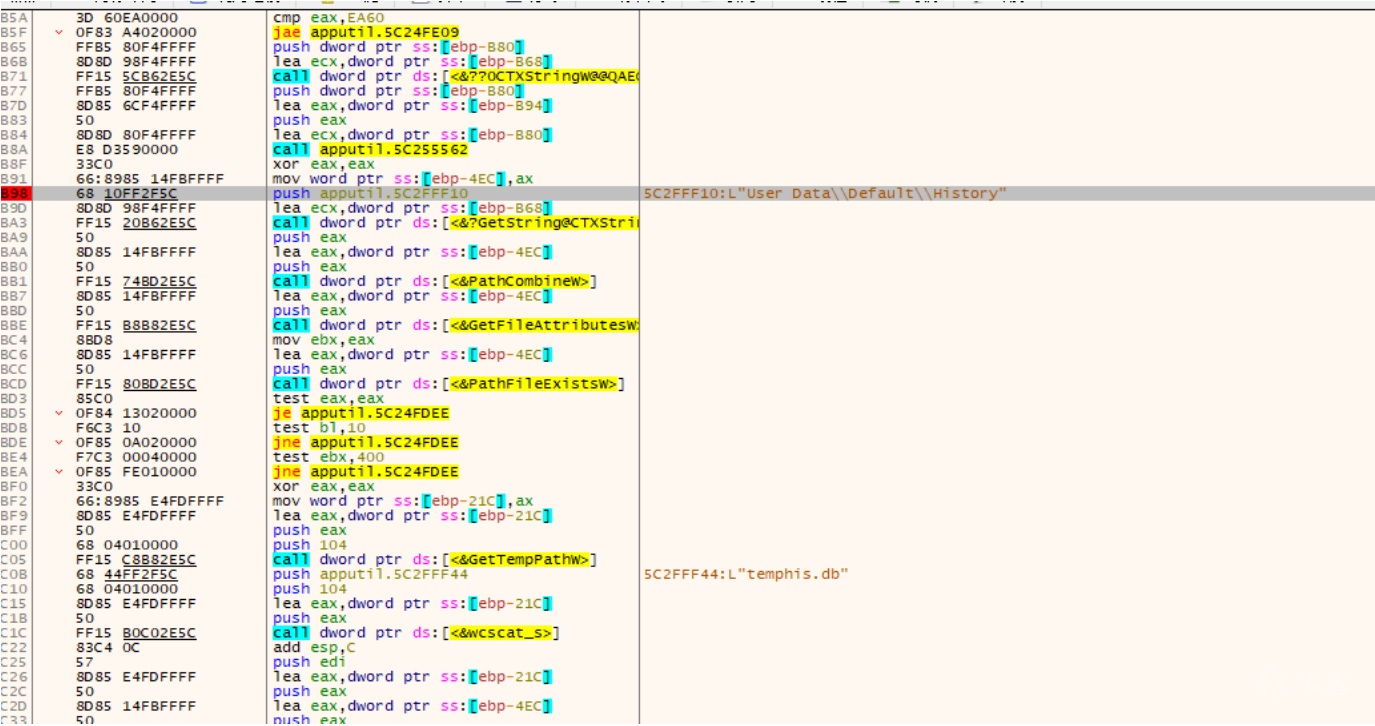 B5A 3D 60EA0000 cmp eax,EA60
B5F 0F83 A4020000 jae apputil.5C24FE09
B65 FFB5 80F4FFFF push dword ptr ss:[ebp-B80]
B6B 8D8D 98F4FFFF lea ecx,dword ptr ss:[ebp-B68]
B71 FF15 5CB62E5C call dword ptr ds:[<&??0CTXStringW@@QAE
B77 FFB5 80F4FFFF push dword ptr ss:[ebp-B80]
B7D 8D85 6CF4FFFF lea eax,dword ptr ss:[ebp-B94]
B83 50 push eax
B84 8D8D 80F4FFFF lea ecx,dword ptr ss:[ebp-B80]
B8A E8 D3590000 call apputil.5C255562
B8F 33C0 xor eax,eax
B91 66:8985 14FBFFFF mov word ptr ss:[ebp-4EC],ax
B98 68 10FF2F5C push apputil.5C2FFF10 5C2FFF10:L"User Data\\Default\\History"
B9D 8D8D 98F4FFFF lea ecx,dword ptr ss:[ebp-B68]
BA3 FF15 20B62E5C call dword ptr ds:[<&?GetString@CTXStri
BA9 50 push eax
BAA 8D85 14FBFFFF lea eax,dword ptr ss:[ebp-4EC]
BB0 50 push eax
BB1 FF15 74BD2E5C call dword ptr ds:[<&PathCombineW>]
BB7 8D85 14FBFFFF lea eax,dword ptr ss:[ebp-4EC]
BBD 50 push eax
BBE FF15 B8B82E5C call dword ptr ds:[<&GetFileAttributesW
BC4 8BD8 mov ebx,eax
BC6 8D85 14FBFFFF lea eax,dword ptr ss:[ebp-4EC]
BCC 50 push eax
BCD FF15 80BD2E5C call dword ptr ds:[<&PathFileExistsW>]
BD3 85C0 test eax,eax
BD5 0F84 13020000 je apputil.5C24FDEE
BDB F6C3 10 test bl,10
BDE 0F85 0A020000 jne apputil.5C24FDEE
BE4 F7C3 00040000 test ebx,400
BEA 0F85 FE010000 jne apputil.5C24FDEE
BF0 33C0 xor eax,eax
BF2 66:8985 E4FDFFFF mov word ptr ss:[ebp-21C],ax
BF9 8D85 E4FDFFFF lea eax,dword ptr ss:[ebp-21C]
BFF 50 push eax
C00 68 04010000 push 104
C05 FF15 C8B82E5C call dword ptr ds:[<&GetTempPathW>]
C0B 68 44FF2F5C push apputil.5C2FFF44 5C2FFF44:L"temphis.db"
C10 68 04010000 push 104
C15 8D85 E4FDFFFF lea eax,dword ptr ss:[ebp-21C]
C1B 50 push eax
C1C FF15 B0C02E5C call dword ptr ds:[<&wcscat_s>]
C22 83C4 0C add esp,C
C25 57 push edi
C26 8D85 E4FDFFFF lea eax,dword ptr ss:[ebp-21C]
C2C 50 push eax
C2D 8D85 14FBFFFF lea eax,dword ptr ss:[ebp-4EC]
C33 50 push eax